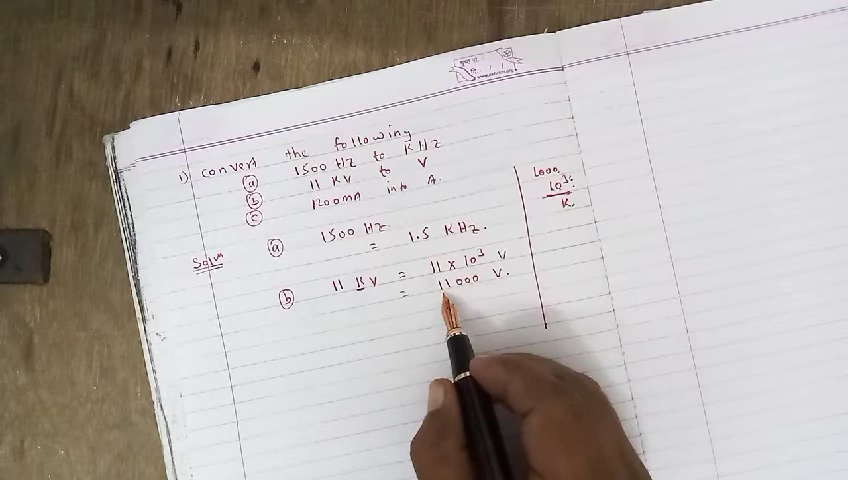 1) convert the following
ⓐ 1500 HZ to KHZ
ⓑ 11 KV to V
ⓒ 1200mA into A.
Solun
ⓐ 1500 HZ
= 1.5 KHZ.
ⓑ 11 KV = 11 × 10³ V
= 11000 V.
1000
10³
K